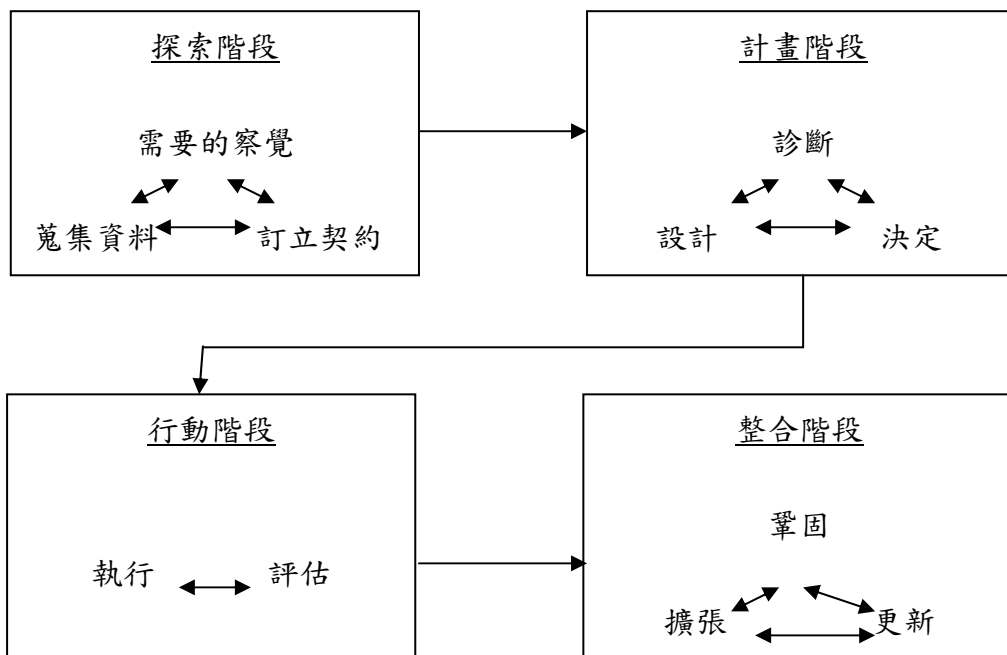 探索階段
需要的察覺
蒐集資料
訂立契約
計畫階段
診斷
設計
決定
行動階段
執行
評估
整合階段
鞏固
擴張
更新